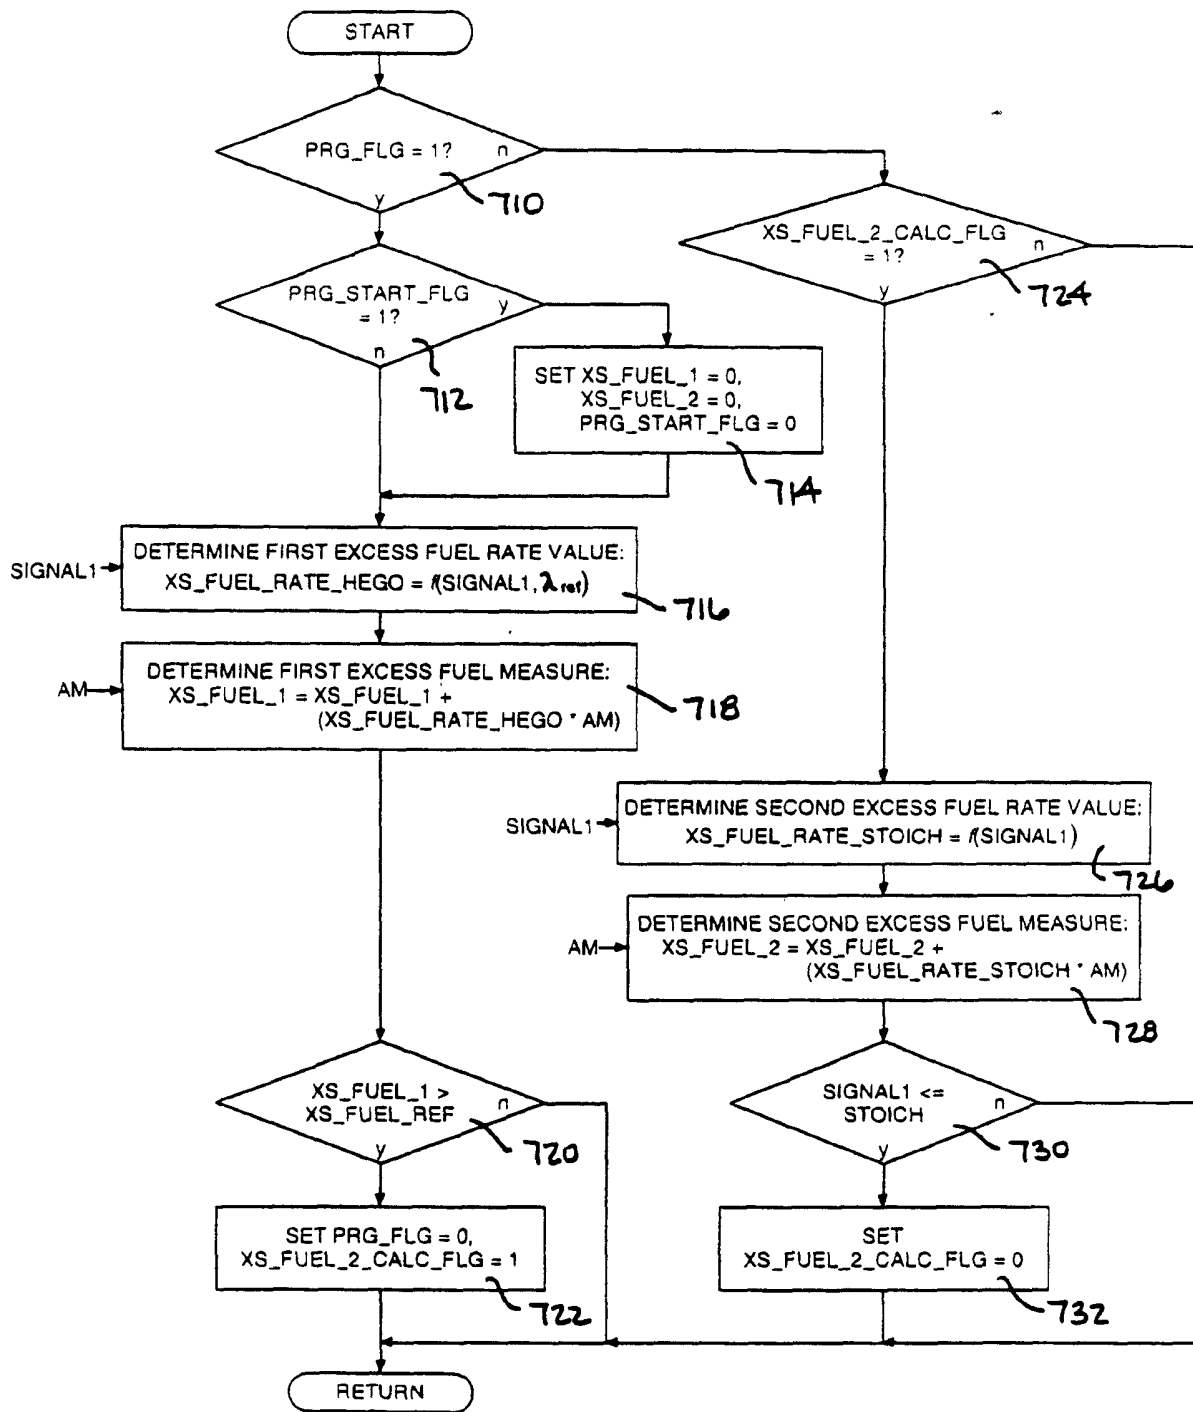 START
PRG_FLG = 1?
n
y
710
XS_FUEL_2_CALC_FLG
= 1?
n
y
724
PRG_START_FLG
= 1?
y
n
712
SET XS_FUEL_1 = 0,
XS_FUEL_2 = 0,
PRG_START_FLG = 0
714
SIGNAL1
DETERMINE FIRST EXCESS FUEL RATE VALUE:
XS_FUEL_RATE_HEGO = f(SIGNAL1, λref)
716
AM
DETERMINE FIRST EXCESS FUEL MEASURE:
XS_FUEL_1 = XS_FUEL_1 +
(XS_FUEL_RATE_HEGO * AM)
718
SIGNAL1
DETERMINE SECOND EXCESS FUEL RATE VALUE:
XS_FUEL_RATE_STOICH = f(SIGNAL1)
726
AM
DETERMINE SECOND EXCESS FUEL MEASURE:
XS_FUEL_2 = XS_FUEL_2 +
(XS_FUEL_RATE_STOICH * AM)
728
XS_FUEL_1 >
XS_FUEL_REF
n
y
720
SIGNAL1 <=
STOICH
n
y
730
SET PRG_FLG = 0,
XS_FUEL_2_CALC_FLG = 1
722
SET
XS_FUEL_2_CALC_FLG = 0
732
RETURN